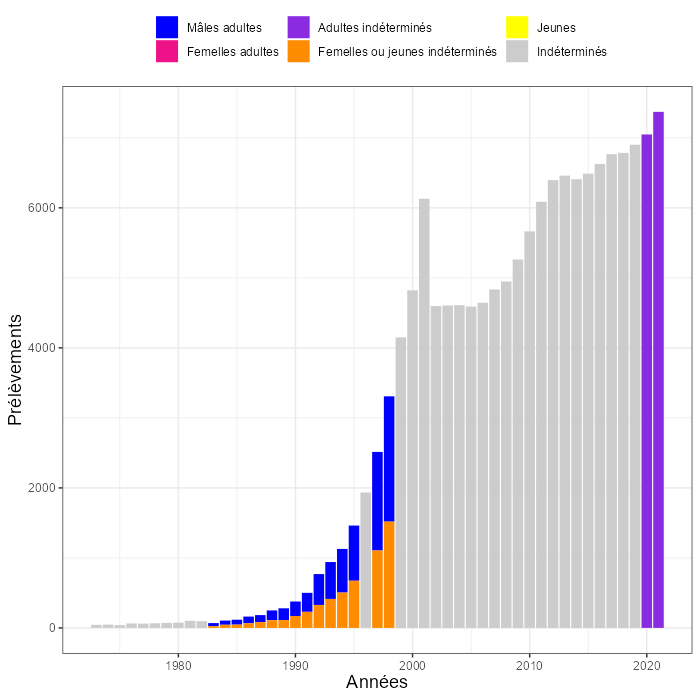 Mâles adultes
Adultes indéterminés
Jeunes
Femelles adultes
Femelles ou jeunes indéterminés
Indéterminés
Prélèvements
6000
4000
2000
0
1980
1990
2000
2010
2020
Années